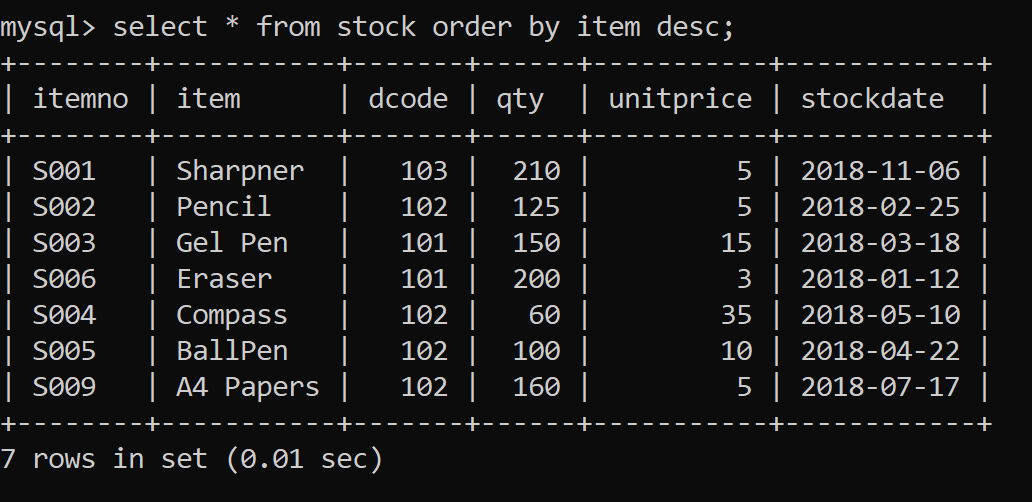 mysql> select * from stock order by item desc;
+--------+-----------+-------+------+-----------+------------+
| itemno | item      | dcode | qty  | unitprice | stockdate  |
+--------+-----------+-------+------+-----------+------------+
| S001   | Sharpner  |   103 |  210 |         5 | 2018-11-06 |
| S002   | Pencil    |   102 |  125 |         5 | 2018-02-25 |
| S003   | Gel Pen   |   101 |  150 |        15 | 2018-03-18 |
| S006   | Eraser    |   101 |  200 |         3 | 2018-01-12 |
| S004   | Compass   |   102 |   60 |        35 | 2018-05-10 |
| S005   | BallPen   |   102 |  100 |        10 | 2018-04-22 |
| S009   | A4 Papers |   102 |  160 |         5 | 2018-07-17 |
+--------+-----------+-------+------+-----------+------------+
7 rows in set (0.01 sec)